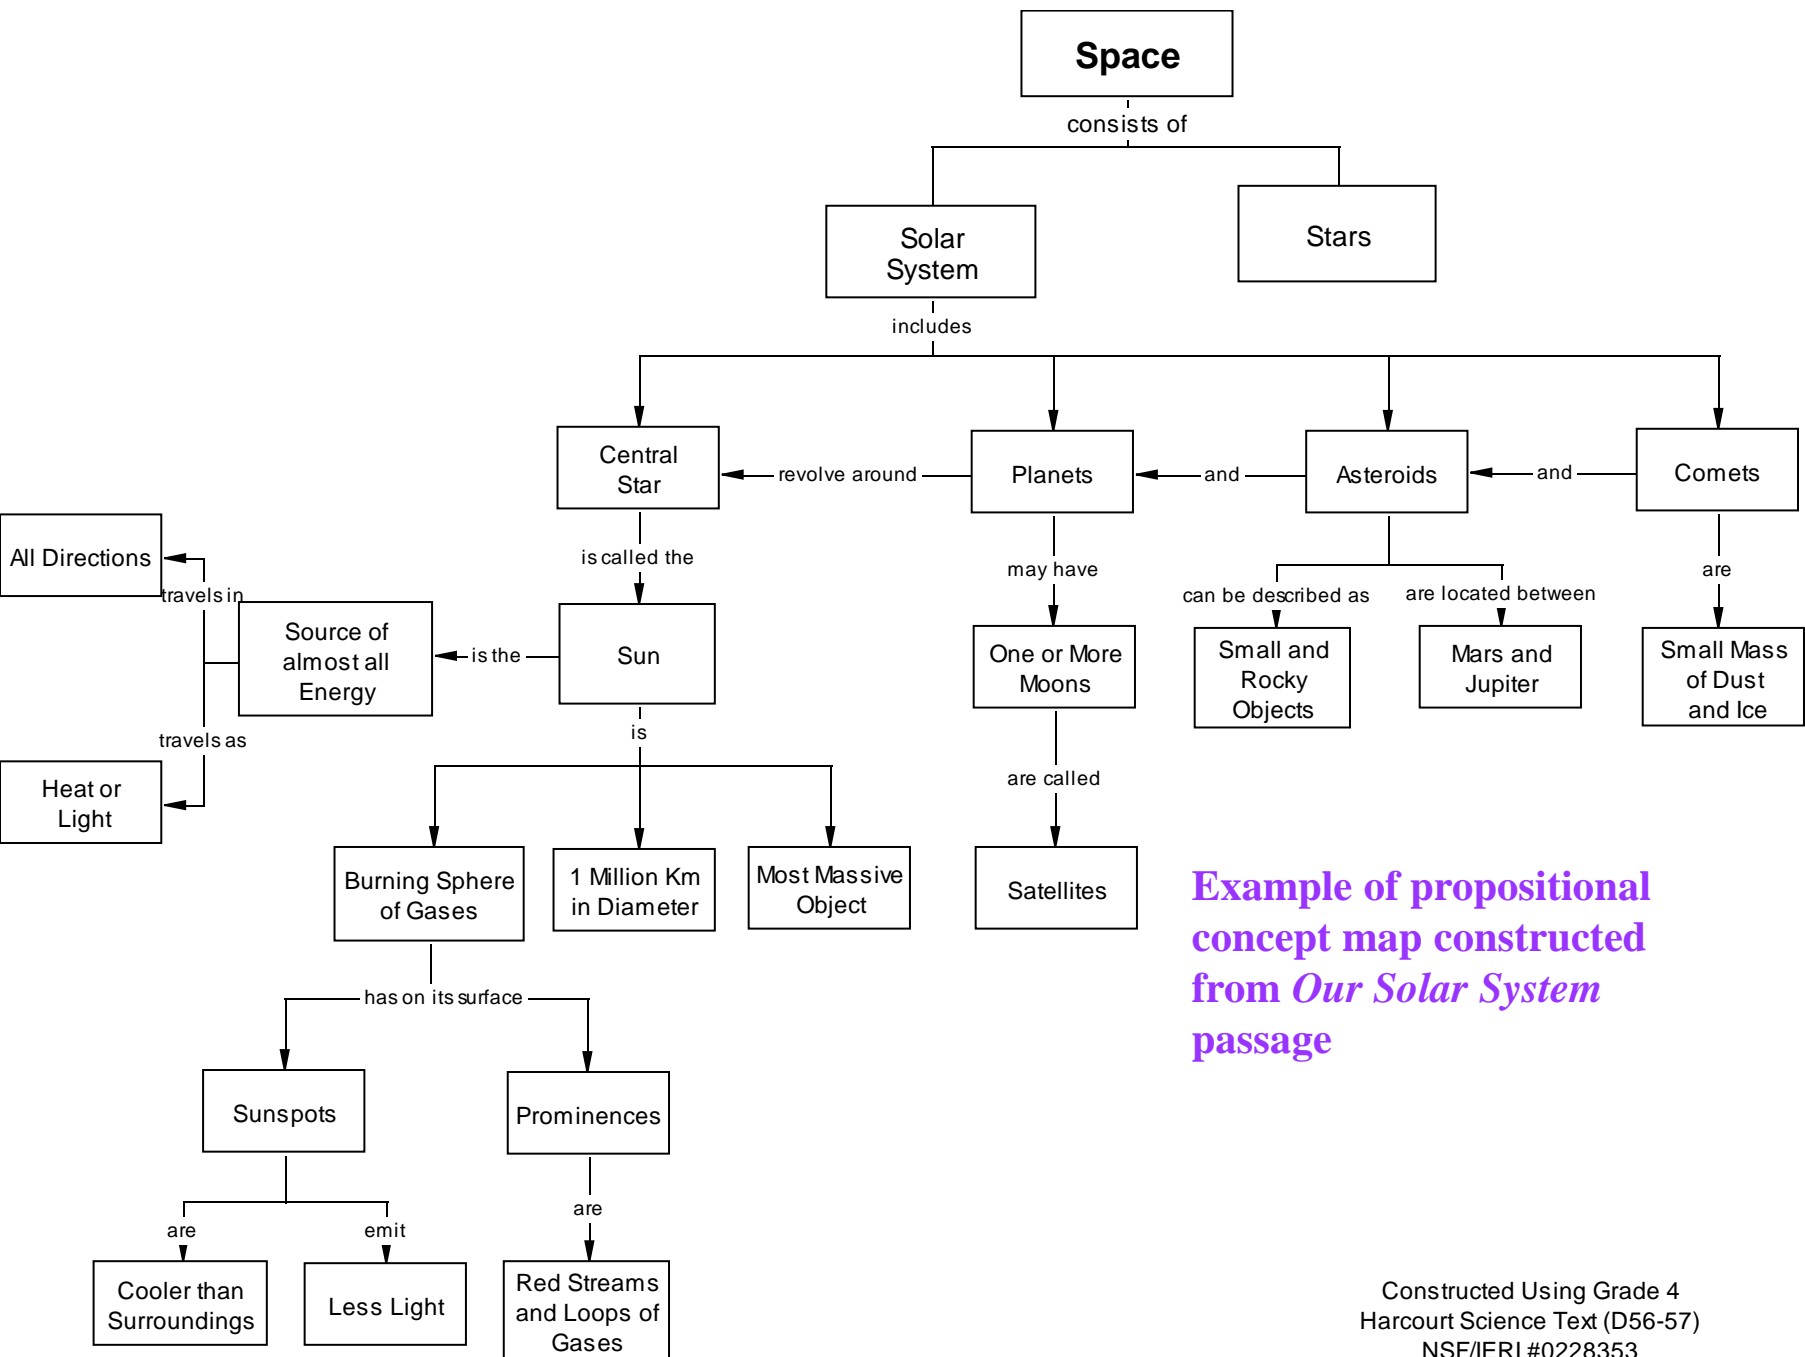 Space
consists of
Solar
System
Stars
includes
Central
Star
revolve around
Planets
and
Asteroids
and
Comets
All Directions
is called the
may have
are
travels in
can be described as
are located between
Source of
almost all
Energy
is the
Sun
One or More
Moons
Small and
Rocky
Objects
Mars and
Jupiter
Small Mass
of Dust
and Ice
travels as
is
are called
Heat or
Light
Burning Sphere
of Gases
1 Million Km
in Diameter
Most Massive
Object
Satellites
Example of propositional
concept map constructed
from Our Solar System
passage
has on its surface
Sunspots
Prominences
are
emit
are
Cooler than
Surroundings
Less Light
Red Streams
and Loops of
Gases
Constructed Using Grade 4
Harcourt Science Text (D56-57)
NSF/IERI #0228353